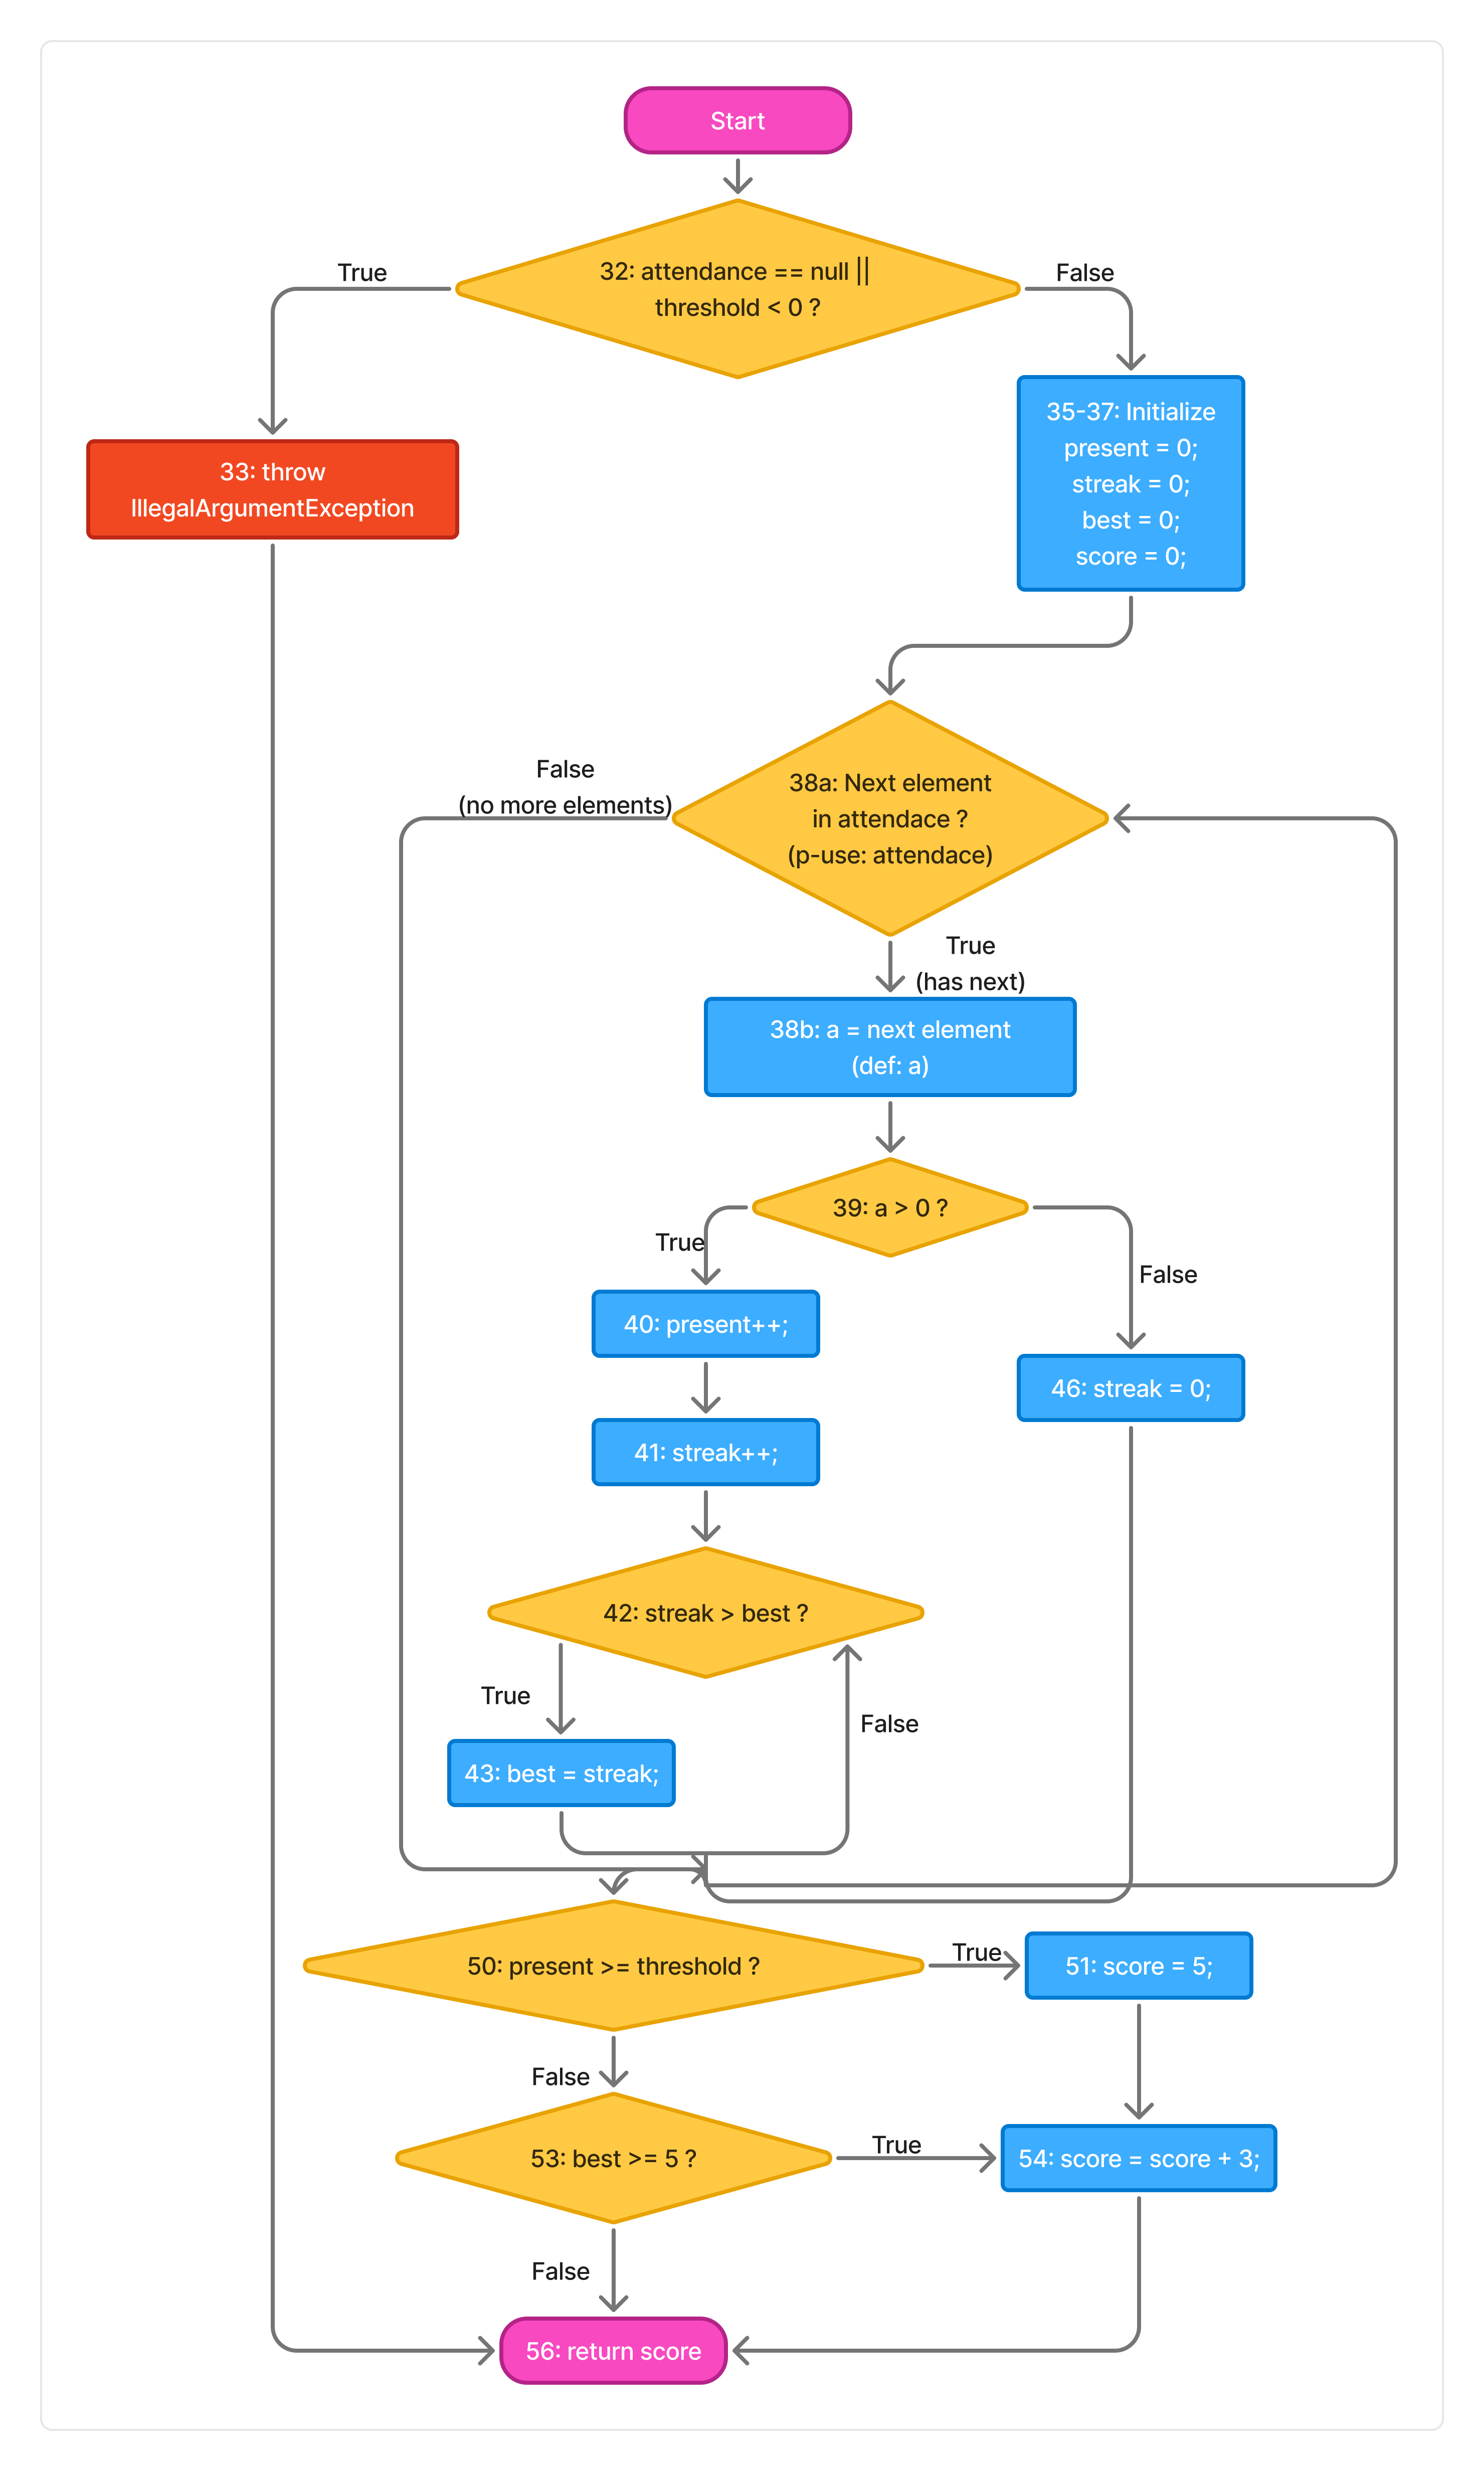 Start
32: attendance == null ||
threshold < 0 ?
True
False
33: throw
IllegalArgumentException
35-37: Initialize
present = 0;
streak = 0;
best = 0;
score = 0;
38a: Next element
in attendace ?
(p-use: attendace)
False
(no more elements)
True
(has next)
38b: a = next element
(def: a)
39: a > 0 ?
True
False
40: present++;
46: streak = 0;
41: streak++;
42: streak > best ?
True
False
43: best = streak;
50: present >= threshold ?
True
51: score = 5;
False
53: best >= 5 ?
True
54: score = score + 3;
False
56: return score